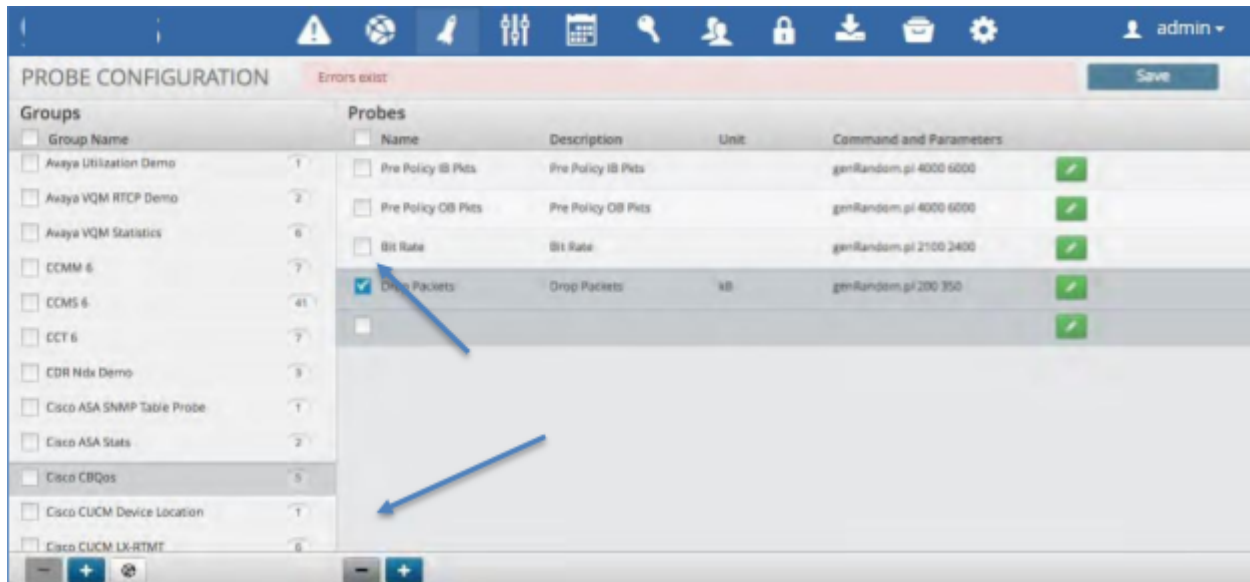 admin
PROBE CONFIGURATION
Errors exist
Save
Groups
Probes
Group Name
Name Description Unit Command and Parameters
Avaya Utilization Demo 1
Avaya VQM RTCP Demo 2
Avaya VQM Statistics 6
CCMM 6 7
CCMS 6 41
CCT 6 7
CDR Ndx Demo 3
Cisco ASA SNMP Table Probe 1
Cisco ASA Stats 2
Cisco CBQos 5
Cisco CUCM Device Location 1
Cisco CUCM LX-RTMT 6
Pre Policy IB Pkts Pre Policy IB Pkts genRandom.pl 4000 6000
Pre Policy OB Pkts Pre Policy OB Pkts genRandom.pl 4000 6000
Bit Rate Bit Rate genRandom.pl 2100 2400
Drop Packets Drop Packets kB genRandom.pl 200 350